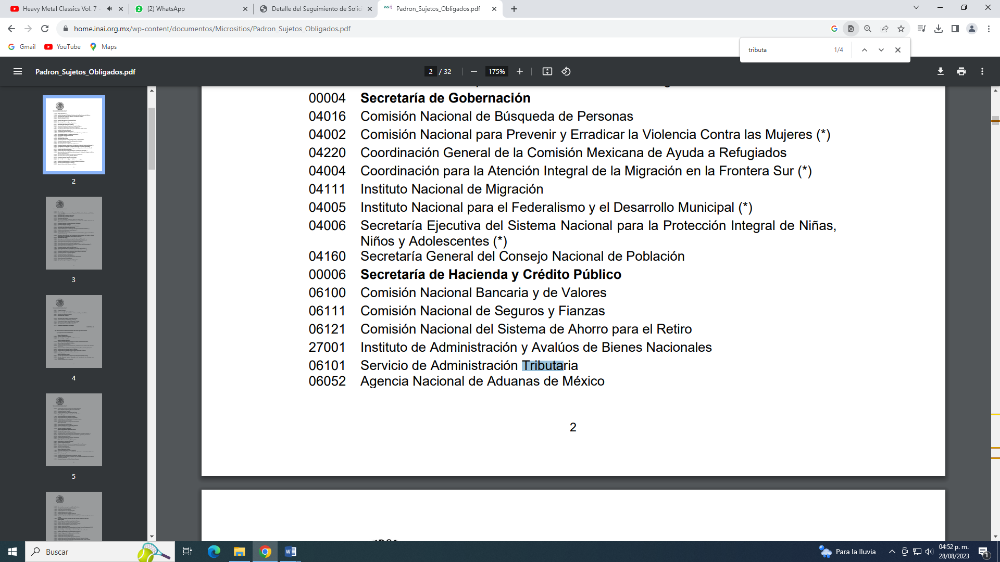 Heavy Metal Classics Vol. 7 -
(2) WhatsApp
Detalle del Seguimiento de Solici
Padron_Sujetos_Obligados.pdf
home.inai.org.mx/wp-content/documentos/Micrositios/Padron_Sujetos_Obligados.pdf
Gmail YouTube Maps
tributa 1/4
Padron_Sujetos_Obligados.pdf 2 / 32 175%
00004 Secretaría de Gobernación
04016 Comisión Nacional de Búsqueda de Personas
04002 Comisión Nacional para Prevenir y Erradicar la Violencia Contra las Mujeres (*)
04220 Coordinación General de la Comisión Mexicana de Ayuda a Refugiados
04004 Coordinación para la Atención Integral de la Migración en la Frontera Sur (*)
04111 Instituto Nacional de Migración
04005 Instituto Nacional para el Federalismo y el Desarrollo Municipal (*)
04006 Secretaría Ejecutiva del Sistema Nacional para la Protección Integral de Niñas,
Niños y Adolescentes (*)
04160 Secretaría General del Consejo Nacional de Población
00006 Secretaría de Hacienda y Crédito Público
06100 Comisión Nacional Bancaria y de Valores
06111 Comisión Nacional de Seguros y Fianzas
06121 Comisión Nacional del Sistema de Ahorro para el Retiro
27001 Instituto de Administración y Avalúos de Bienes Nacionales
06101 Servicio de Administración Tributaria
06052 Agencia Nacional de Aduanas de México
2
2
3
4
5
Buscar
Para la lluvia
04:52 p. m.
28/08/2023
1